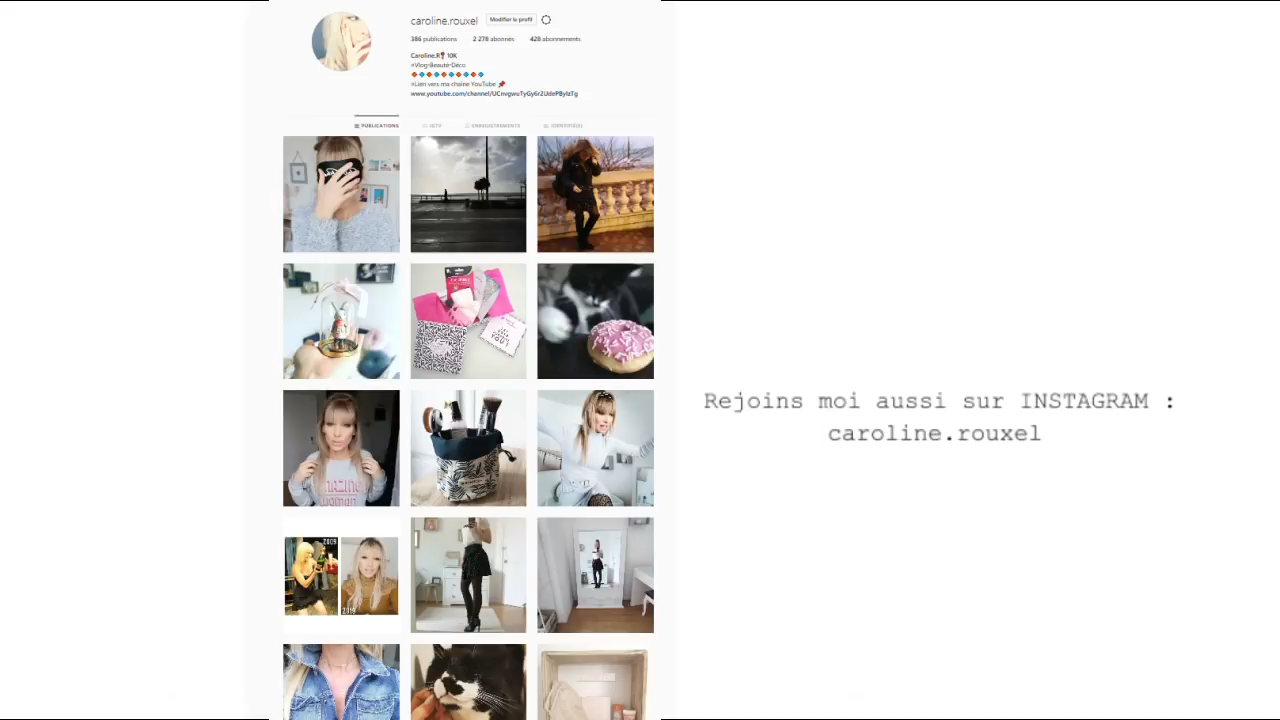 caroline.rouxel Modifier le profil
386 publications 2 278 abonnés 428 abonnements
Caroline.R 10K
Vlog•Beauté•Déco
Lien vers ma chaine YouTube
PUBLICATIONS IGTV ENREGISTREMENTS IDENTIFIÉ(E)
Rejoins moi aussi sur INSTAGRAM :
caroline.rouxel
2009
2019